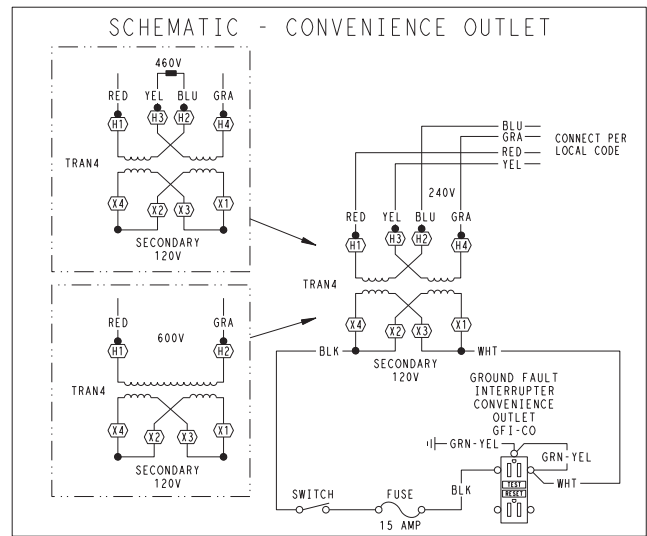 SCHEMATIC - CONVENIENCE OUTLET
460V
RED YEL BLU GRA
H1 H3 H2 H4
TRAN4
X4 X2 X3 X1
SECONDARY
120V
RED GRA
600V
H1 H2
TRAN4
X4 X2 X3 X1
SECONDARY
120V
BLU
GRA
RED
YEL
CONNECT PER
LOCAL CODE
240V
RED YEL BLU GRA
H1 H3 H2 H4
TRAN4
X4 X2 X3 X1
BLK WHT
SECONDARY
120V
GROUND FAULT
INTERRUPTER
CONVENIENCE
OUTLET
GFI-CO
GRN-YEL
GRN-YEL
WHT
TEST
RESET
BLK
SWITCH FUSE
15 AMP